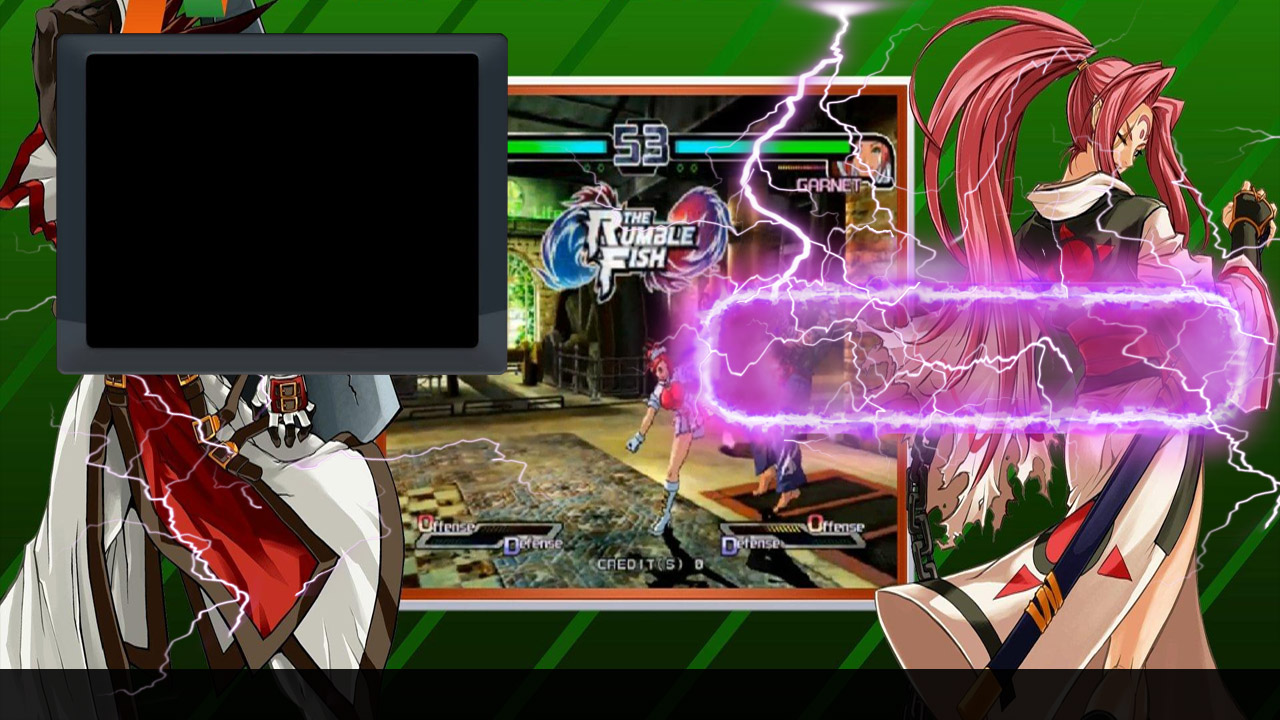 53
GARNET
THE
RUMBLE
FISH
Offense
Defense
Offense
Defense
CREDIT(S) 0